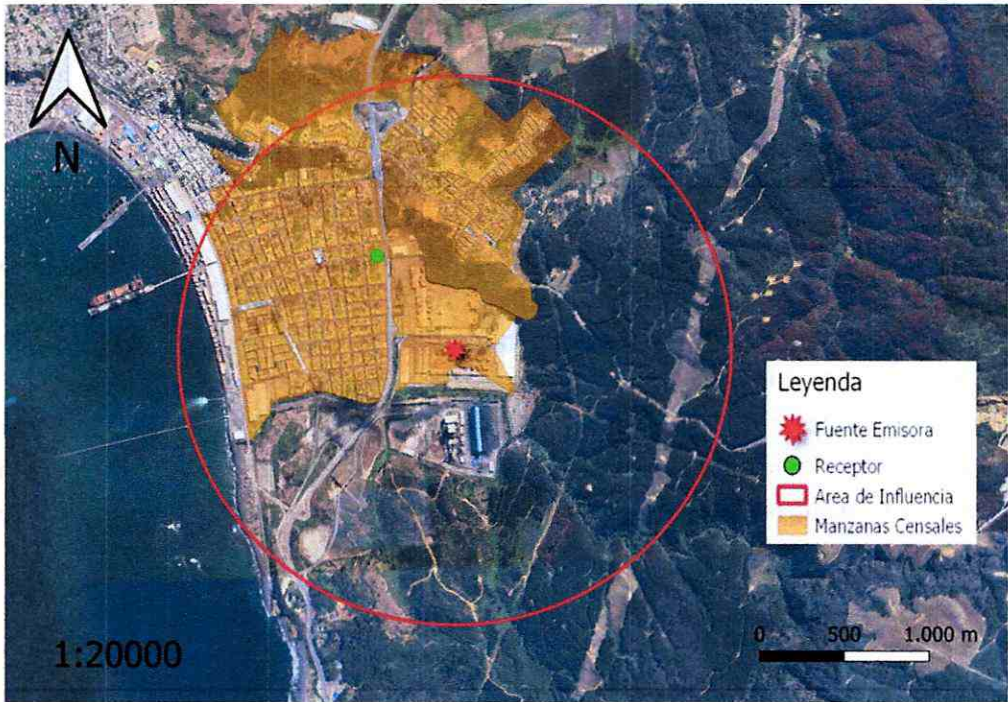 N
Leyenda
Fuente Emisora
Receptor
Area de Influencia
Manzanas Censales
1:20000
0 500 1.000 m